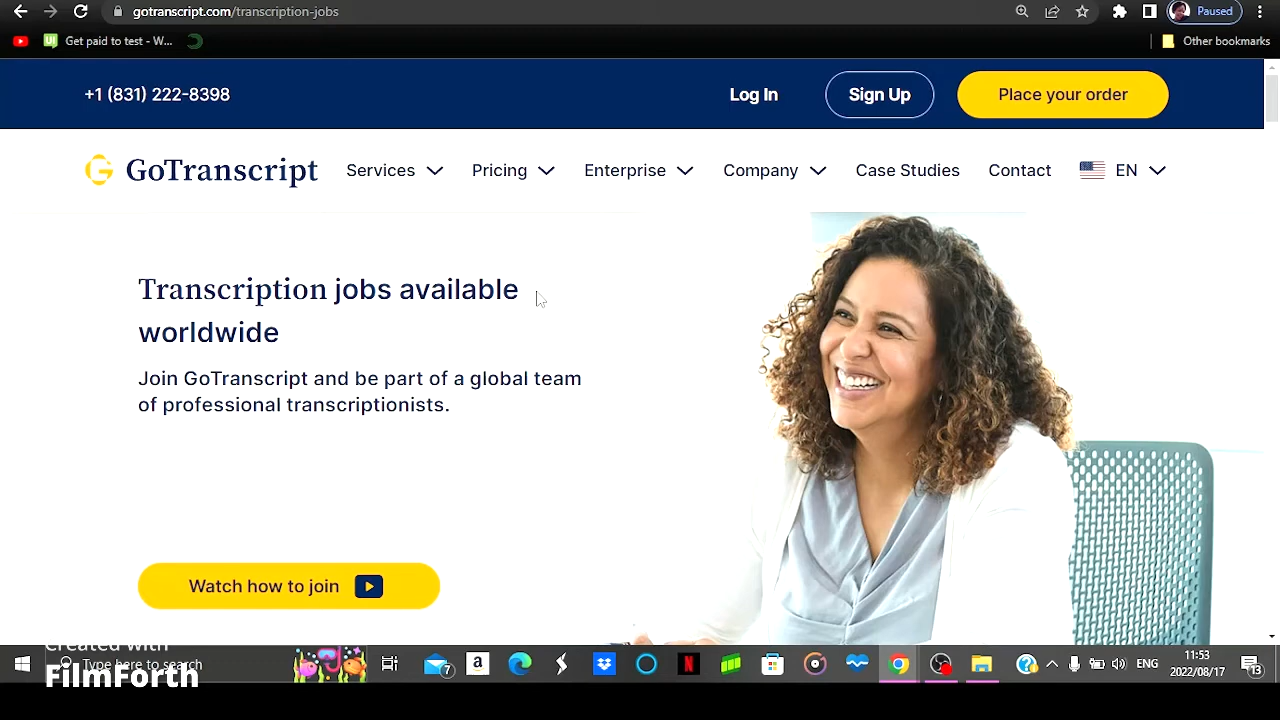 gotranscript.com/transcription-jobs
Paused
Get paid to test - W...
Other bookmarks
+1 (831) 222-8398
Log In
Sign Up
Place your order
GoTranscript
Services
Pricing
Enterprise
Company
Case Studies
Contact
EN
Transcription jobs available
worldwide
Join GoTranscript and be part of a global team
of professional transcriptionists.
Watch how to join
Created with
FilmForth
Type here to search
7
a
N
ENG
11:53
2022/08/17
13